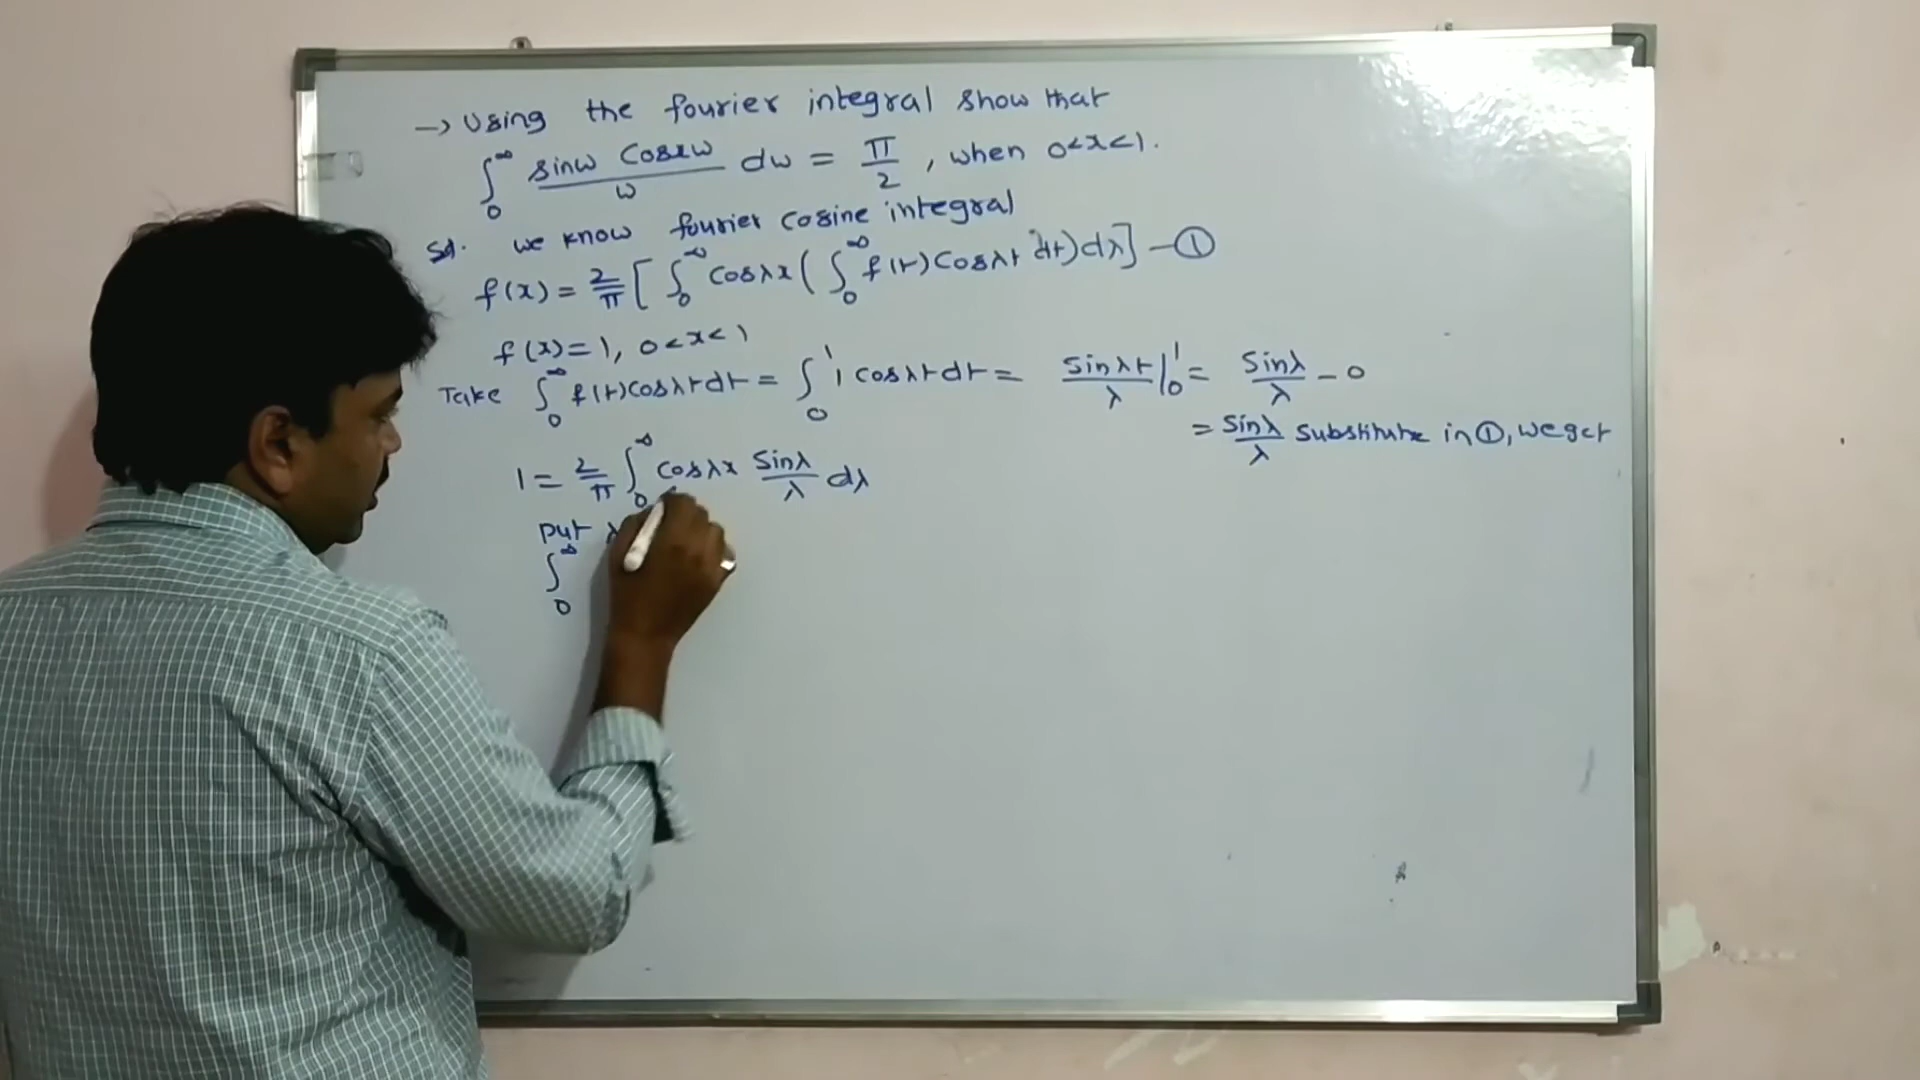 → Using the fourier integral show that
∫₀^∞ sinω cosxω / ω dω = π/2 , when 0<x<1.
Sol. we know fourier cosine integral
f(x) = 2/π [ ∫₀^∞ cosλx ( ∫₀^∞ f(t) cosλt dt) dλ] — ①
f(x) = 1, 0<x<1
Take ∫₀^∞ f(t) cosλt dt = ∫₀^1 1 cosλt dt = sinλt / λ |₀^1 = sinλ / λ - 0
= sinλ / λ substitute in ①, we get
1 = 2/π ∫₀^∞ cosλx sinλ / λ dλ
put λ
∫₀^∞